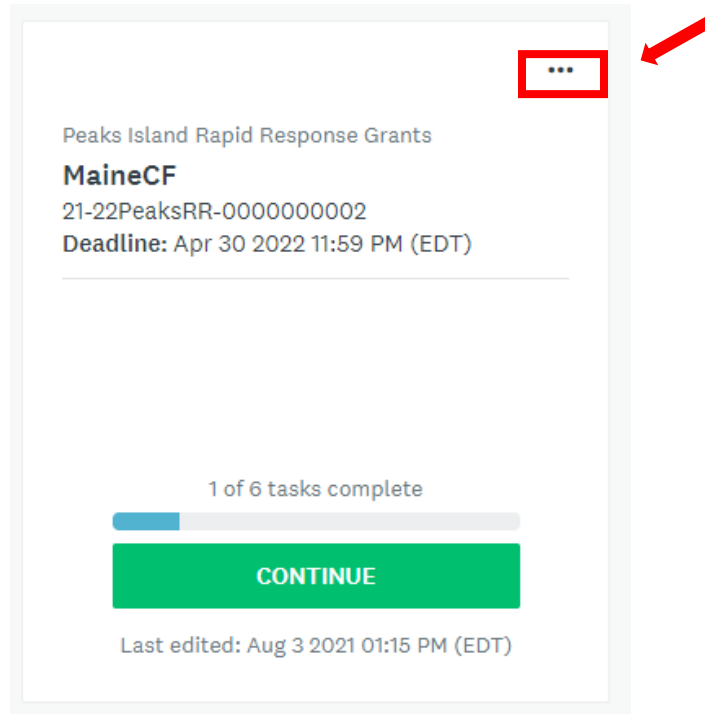 •••
Peaks Island Rapid Response Grants
MaineCF
21-22PeaksRR-0000000002
Deadline: Apr 30 2022 11:59 PM (EDT)
1 of 6 tasks complete
CONTINUE
Last edited: Aug 3 2021 01:15 PM (EDT)